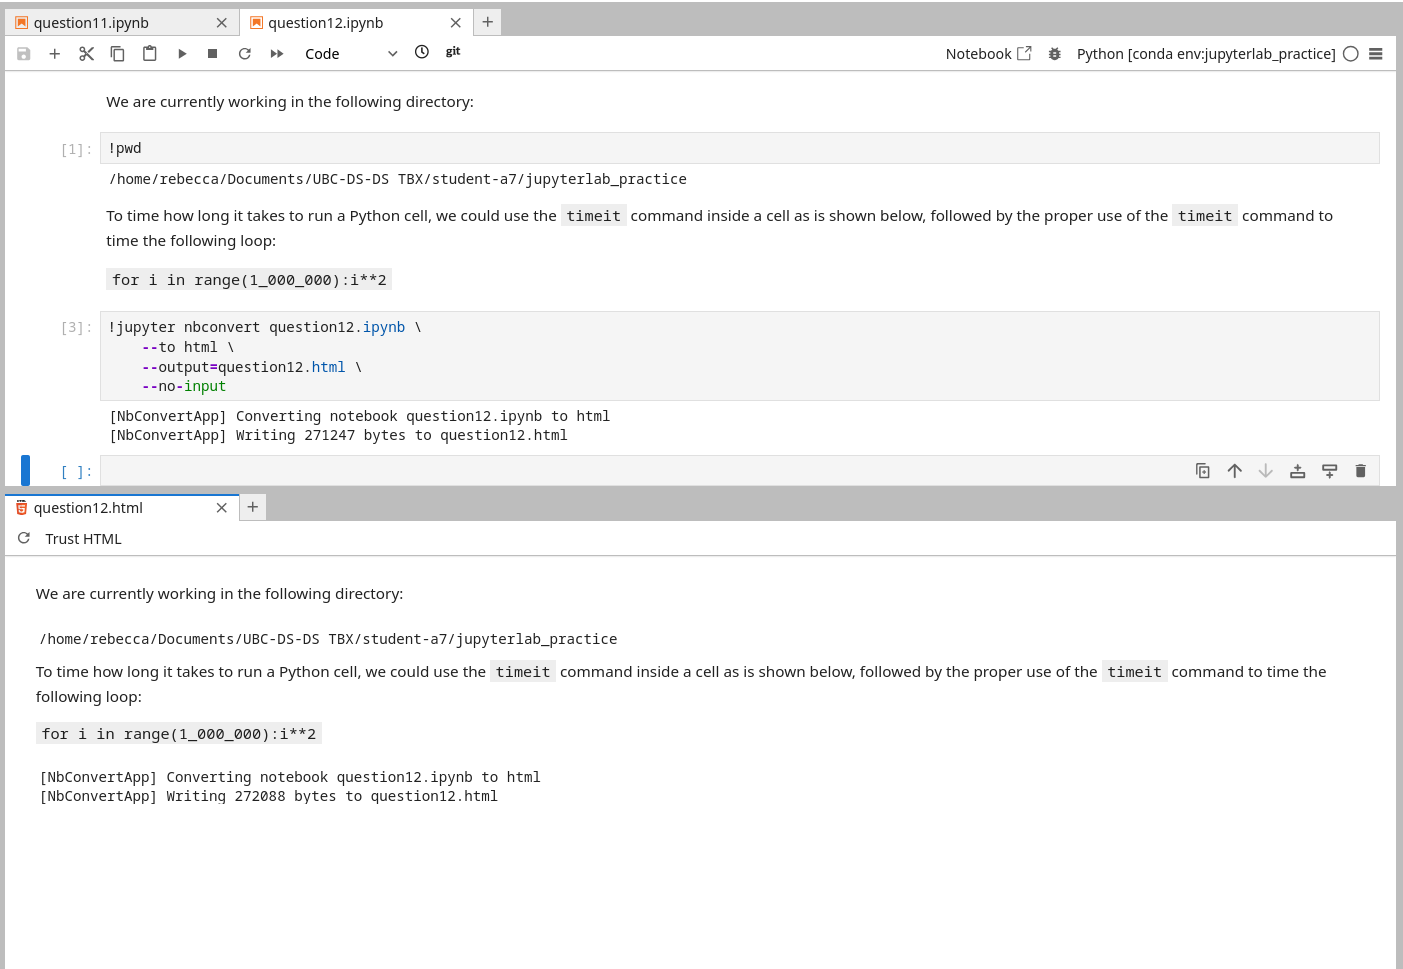 question11.ipynb
question12.ipynb
Code
git
Notebook
Python [conda env:jupyterlab_practice]
We are currently working in the following directory:
[1]:
!pwd
/home/rebecca/Documents/UBC-DS-DS TBX/student-a7/jupyterlab_practice
To time how long it takes to run a Python cell, we could use the timeit command inside a cell as is shown below, followed by the proper use of the timeit command to
time the following loop:
for i in range(1_000_000):i**2
[3]:
!jupyter nbconvert question12.ipynb \
--to html \
--output=question12.html \
--no-input
[NbConvertApp] Converting notebook question12.ipynb to html
[NbConvertApp] Writing 271247 bytes to question12.html
[ ]:
question12.html
Trust HTML
We are currently working in the following directory:
/home/rebecca/Documents/UBC-DS-DS TBX/student-a7/jupyterlab_practice
To time how long it takes to run a Python cell, we could use the timeit command inside a cell as is shown below, followed by the proper use of the timeit command to time the
following loop:
for i in range(1_000_000):i**2
[NbConvertApp] Converting notebook question12.ipynb to html
[NbConvertApp] Writing 272088 bytes to question12.html